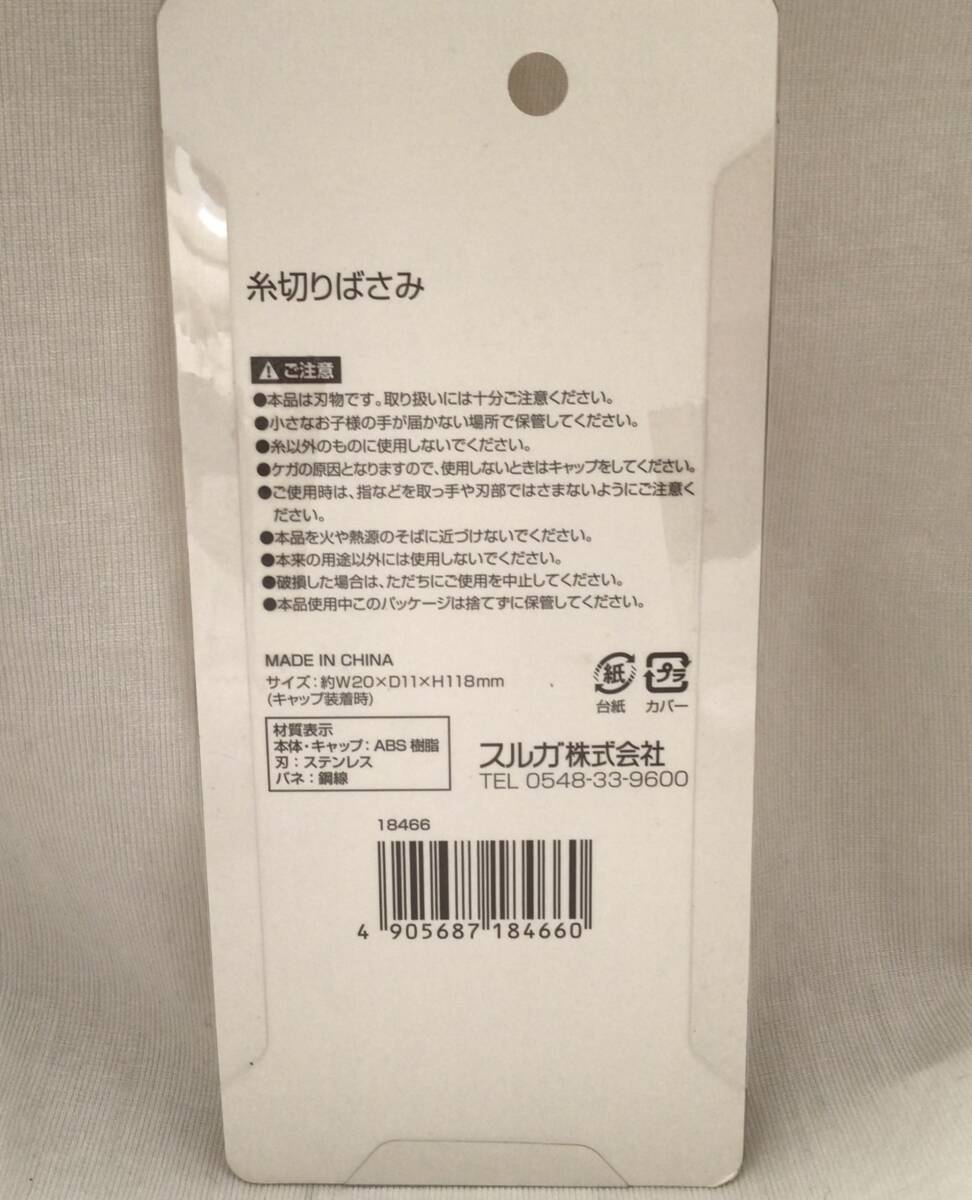 糸切りばさみ
⚠ご注意
●本品は刃物です。取り扱いには十分ご注意ください。
●小さなお子様の手が届かない場所で保管してください。
●糸以外のものに使用しないでください。
●ケガの原因となりますので、使用しないときはキャップをしてください。
●ご使用時は、指などを取っ手や刃部ではさまないようにご注意く
ださい。
●本品を火や熱源のそばに近づけないでください。
●本来の用途以外には使用しないでください。
●破損した場合は、ただちにご使用を中止してください。
●本品使用中このパッケージは捨てずに保管してください。
MADE IN CHINA
サイズ：約W20×D11×H118mm
(キャップ装着時)
紙 プラ
台紙 カバー
材質表示
本体・キャップ：ABS樹脂
刃：ステンレス
バネ：鋼線
スルガ株式会社
TEL 0548-33-9600
18466
4 905687 184660